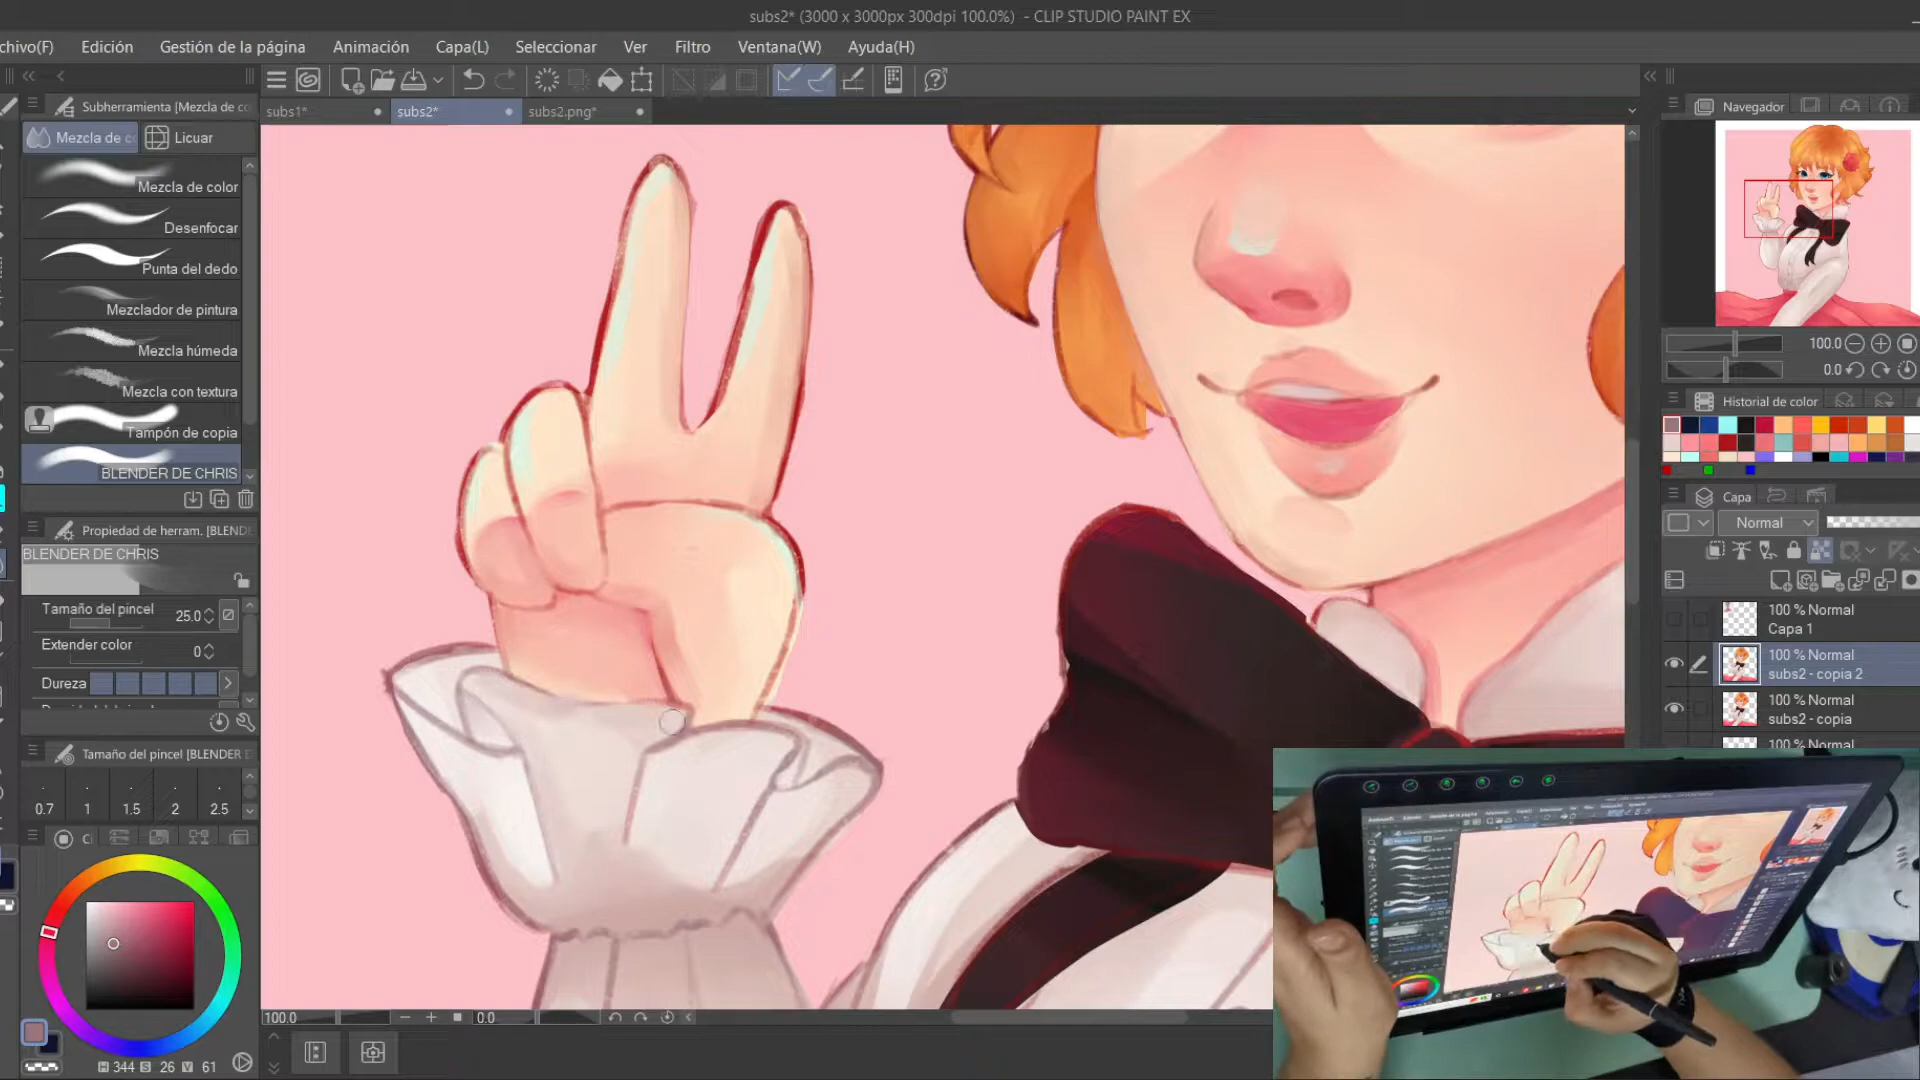 subs2* (3000 x 3000px 300dpi 100.0%) - CLIP STUDIO PAINT EX
chivo(F) Edición Gestión de la página Animación Capa(L) Seleccionar Ver Filtro Ventana(W) Ayuda(H)
Subherramienta [Mezcla de co
subs1* subs2* subs2.png*
Navegador
Mezcla de co Licuar
Mezcla de color
Desenfocar
Punta del dedo
Mezclador de pintura
Mezcla húmeda
Mezcla con textura
Tampón de copia
BLENDER DE CHRIS
100.0
0.0
Historial de color
Capa
Normal
Propiedad de herram. [BLENDE
BLENDER DE CHRIS
Tamaño del pincel 25.0
Extender color 0
Dureza
100 % Normal
Capa 1
100 % Normal
subs2 - copia 2
100 % Normal
subs2 - copia
100 % Normal
Tamaño del pincel [BLENDER E
0.7 1 1.5 2 2.5
H 344 S 26 V 61
100.0 0.0